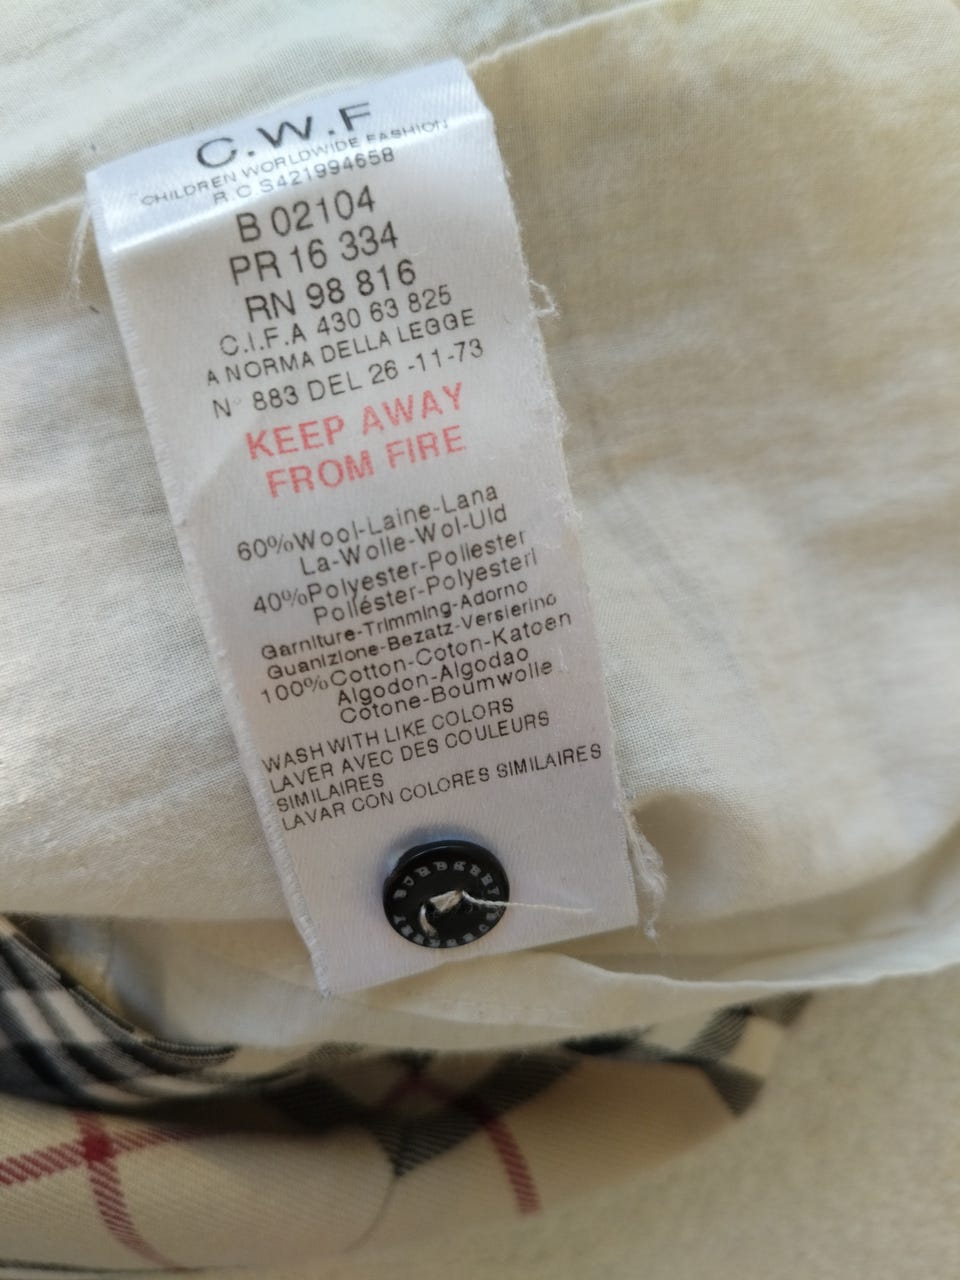 C.W.F
CHILDREN WORLDWIDE FASHION
R.C.S421994658
B 02104
PR 16 334
RN 98 816
C.I.F.A 430 63 825
A NORMA DELLA LEGGE
N° 883 DEL 26 -11-73
KEEP AWAY
FROM FIRE
60%Wool-Laine-Lana
La-Wolle-Wol-Uld
40%Polyester-Poliester
Poliéster-Polyesteri
Garniture-Trimming-Adorno
Guanizione-Bezatz-Versiering
100%Cotton-Coton-Katoen
Algodon-Algodao
Cotone-Boumwolle
WASH WITH LIKE COLORS
LAVER AVEC DES COULEURS
SIMILAIRES
LAVAR CON COLORES SIMILAIRES
BURBERRY